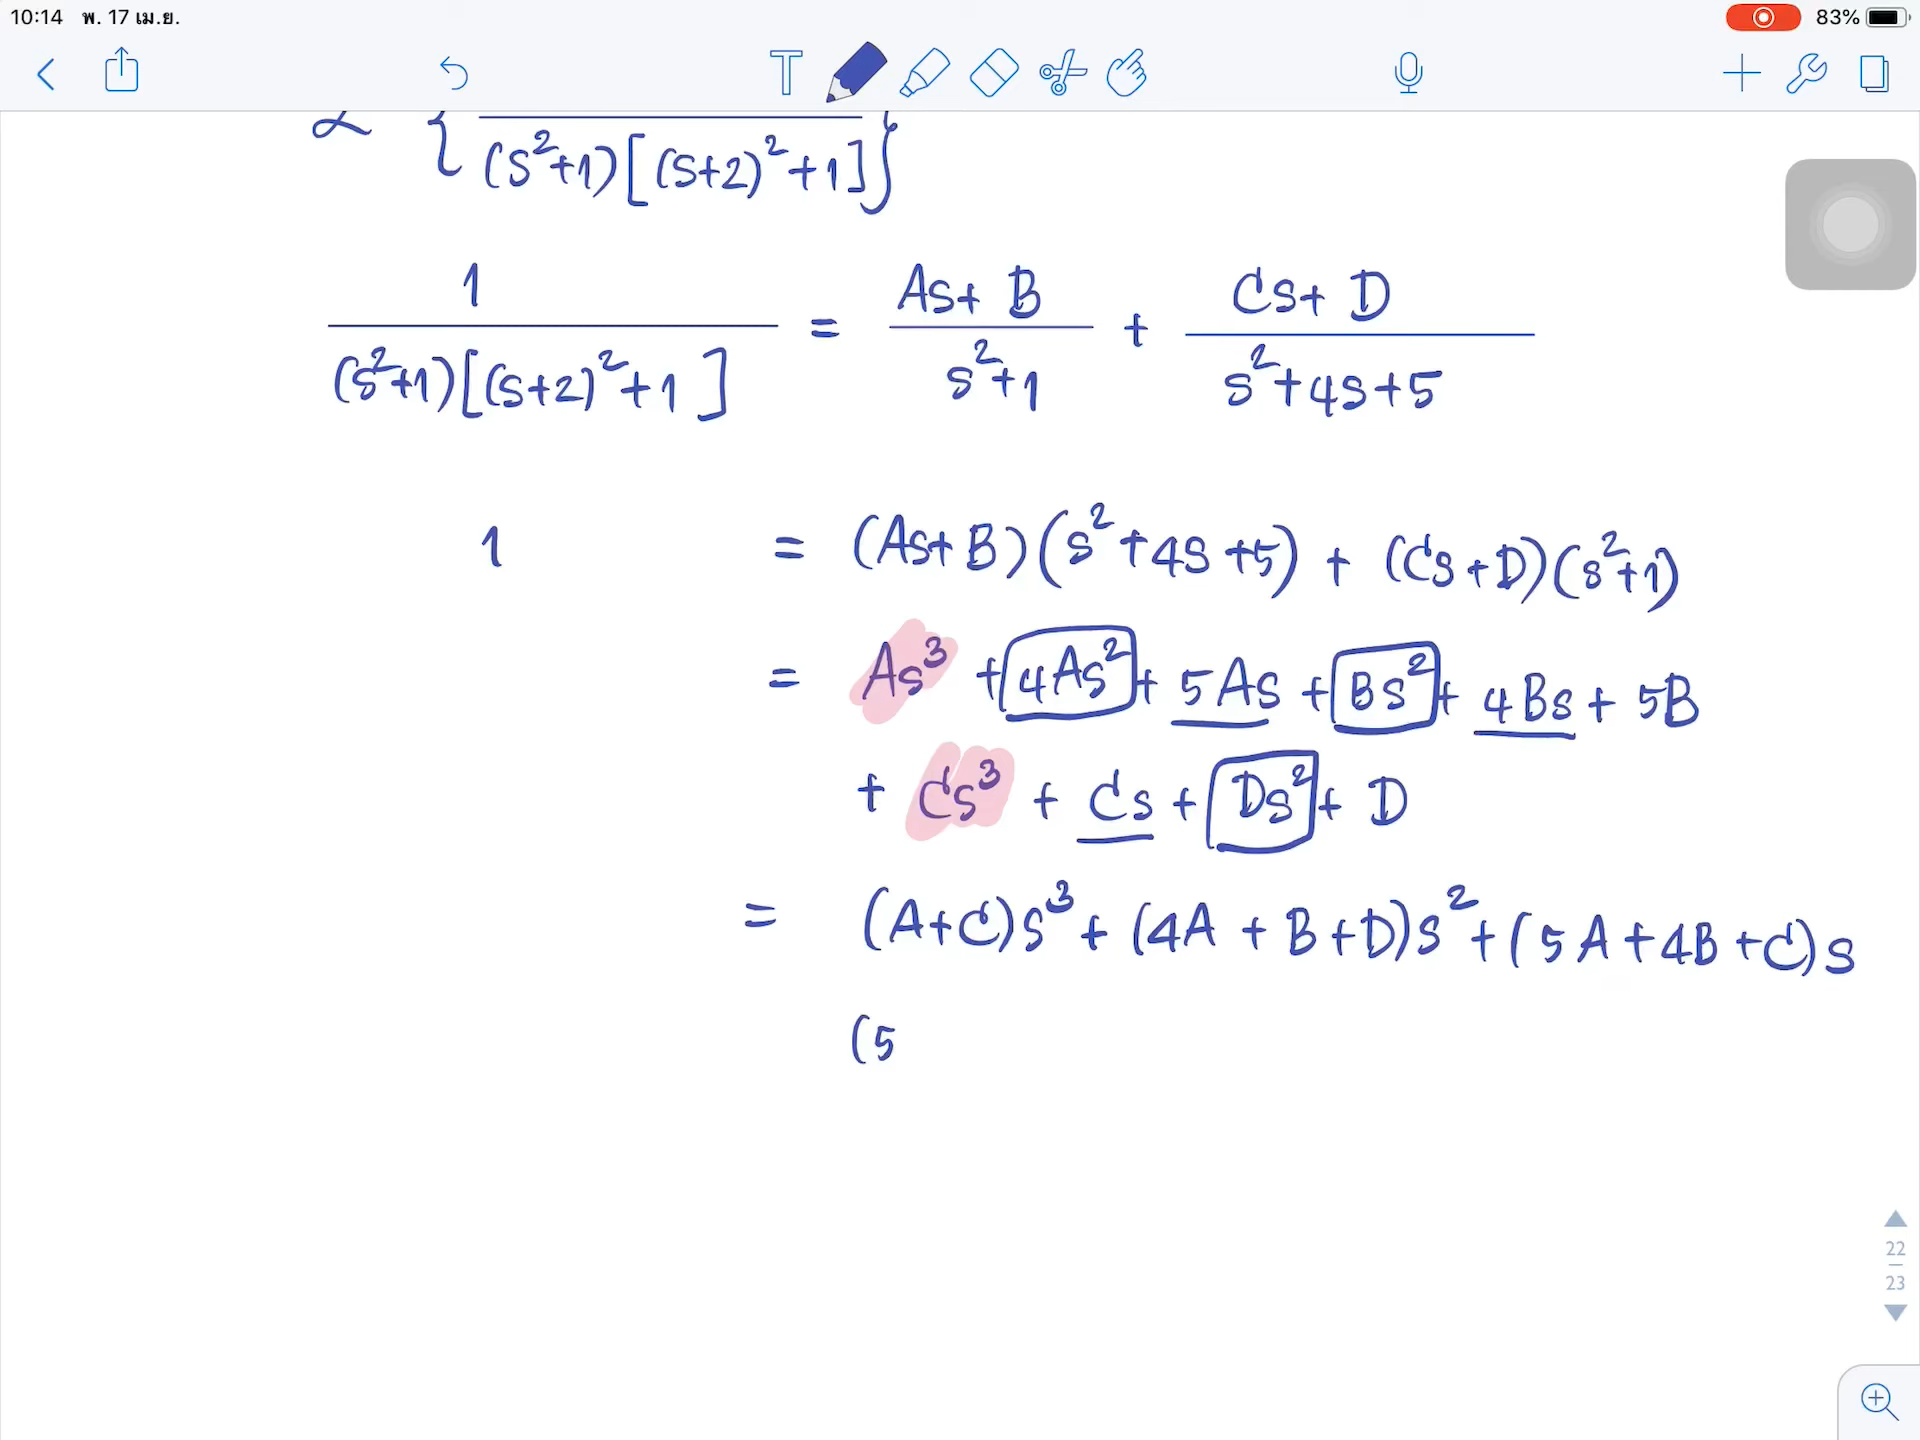 10:14 พ. 17 เม.ย. 83%
T
{ (s²+1)[(s+2)²+1] }
1 / (s²+1)[(s+2)²+1] = As+B / s²+1 + Cs+D / s²+4s+5
1 = (As+B)(s²+4s+5) + (Cs+D)(s²+1)
= As³ + 4As² + 5As + Bs² + 4Bs + 5B
+ Cs³ + Cs + Ds² + D
= (A+C)s³ + (4A+B+D)s² + (5A+4B+C)s
(5
22
23